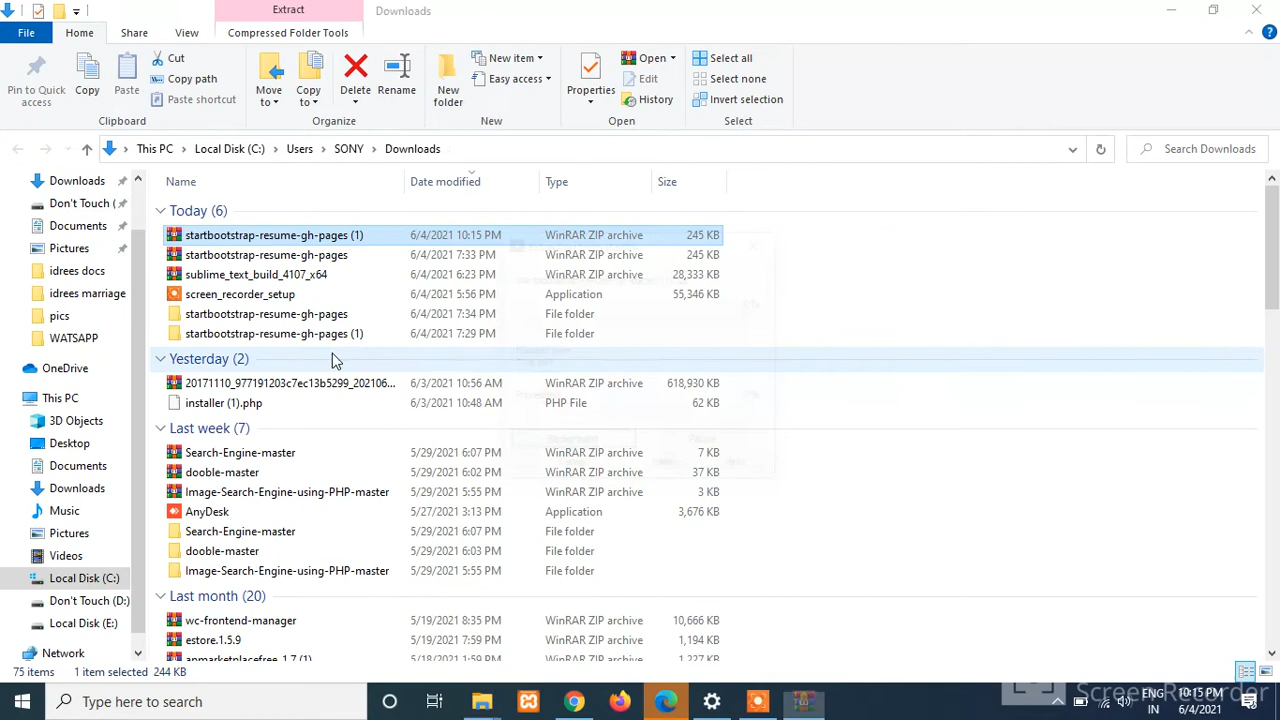 Extract
Downloads
File
Home
Share
View
Compressed Folder Tools
Pin to Quick access
Copy
Paste
Cut
Copy path
Paste shortcut
Move to
Copy to
Delete
Rename
New folder
New item
Easy access
Properties
Open
Edit
History
Select all
Select none
Invert selection
Clipboard
Organize
New
Open
Select
This PC
Local Disk (C:)
Users
SONY
Downloads
Search Downloads
Name
Date modified
Type
Size
Downloads
Don't Touch (
Documents
Pictures
idrees docs
idrees marriage
pics
WATSAPP
OneDrive
This PC
3D Objects
Desktop
Documents
Downloads
Music
Pictures
Videos
Local Disk (C:)
Don't Touch (D:)
Local Disk (E:)
Network
Today (6)
startbootstrap-resume-gh-pages (1) 6/4/2021 10:15 PM WinRAR ZIP archive 245 KB
startbootstrap-resume-gh-pages 6/4/2021 7:33 PM WinRAR ZIP archive 245 KB
sublime_text_build_4107_x64 6/4/2021 6:23 PM WinRAR ZIP archive 28,333 KB
screen_recorder_setup 6/4/2021 5:56 PM Application 55,346 KB
startbootstrap-resume-gh-pages 6/4/2021 7:34 PM File folder
startbootstrap-resume-gh-pages (1) 6/4/2021 7:29 PM File folder
Yesterday (2)
20171110_977191203c7ec13b5299_202106... 6/3/2021 10:56 AM WinRAR ZIP archive 618,930 KB
installer (1).php 6/3/2021 10:48 AM PHP File 62 KB
Last week (7)
Search-Engine-master 5/29/2021 6:07 PM WinRAR ZIP archive 7 KB
dooble-master 5/29/2021 6:02 PM WinRAR ZIP archive 37 KB
Image-Search-Engine-using-PHP-master 5/29/2021 5:55 PM WinRAR ZIP archive 3 KB
AnyDesk 5/27/2021 3:13 PM Application 3,676 KB
Search-Engine-master 5/29/2021 6:07 PM File folder
dooble-master 5/29/2021 6:03 PM File folder
Image-Search-Engine-using-PHP-master 5/29/2021 5:55 PM File folder
Last month (20)
wc-frontend-manager 5/19/2021 8:35 PM WinRAR ZIP archive 10,666 KB
estore.1.5.9 5/19/2021 7:59 PM WinRAR ZIP archive 1,194 KB
apmarketplacefree.1.7 (1) 5/18/2021 1:59 PM WinRAR ZIP archive 1,227 KB
75 items 1 item selected 244 KB
Type here to search
ENG
IN
10:15 PM
6/4/2021
Screen Recorder